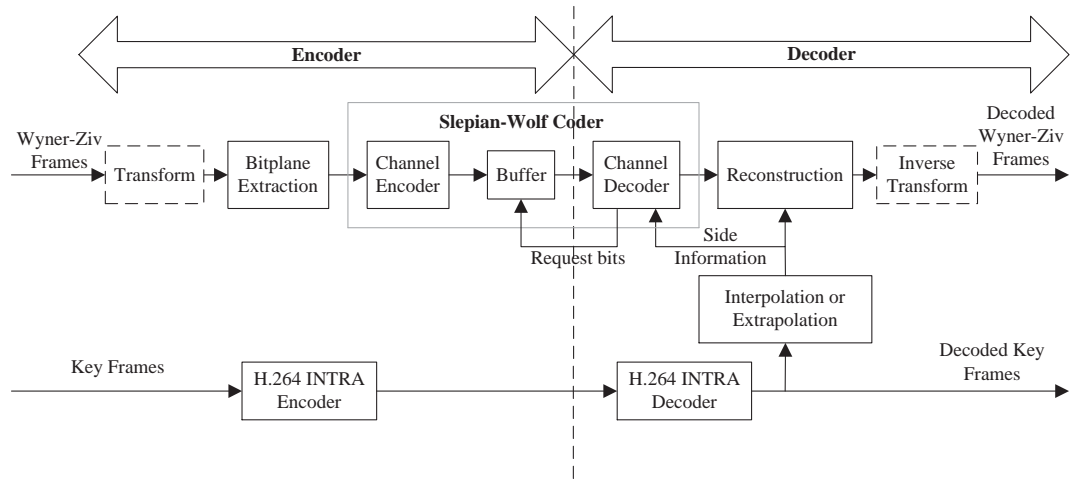 Encoder
Decoder
Slepian-Wolf Coder
Wyner-Ziv
Frames
Transform
Bitplane
Extraction
Channel
Encoder
Buffer
Channel
Decoder
Reconstruction
Inverse
Transform
Decoded
Wyner-Ziv
Frames
Request bits
Side
Information
Interpolation or
Extrapolation
Key Frames
H.264 INTRA
Encoder
H.264 INTRA
Decoder
Decoded Key
Frames